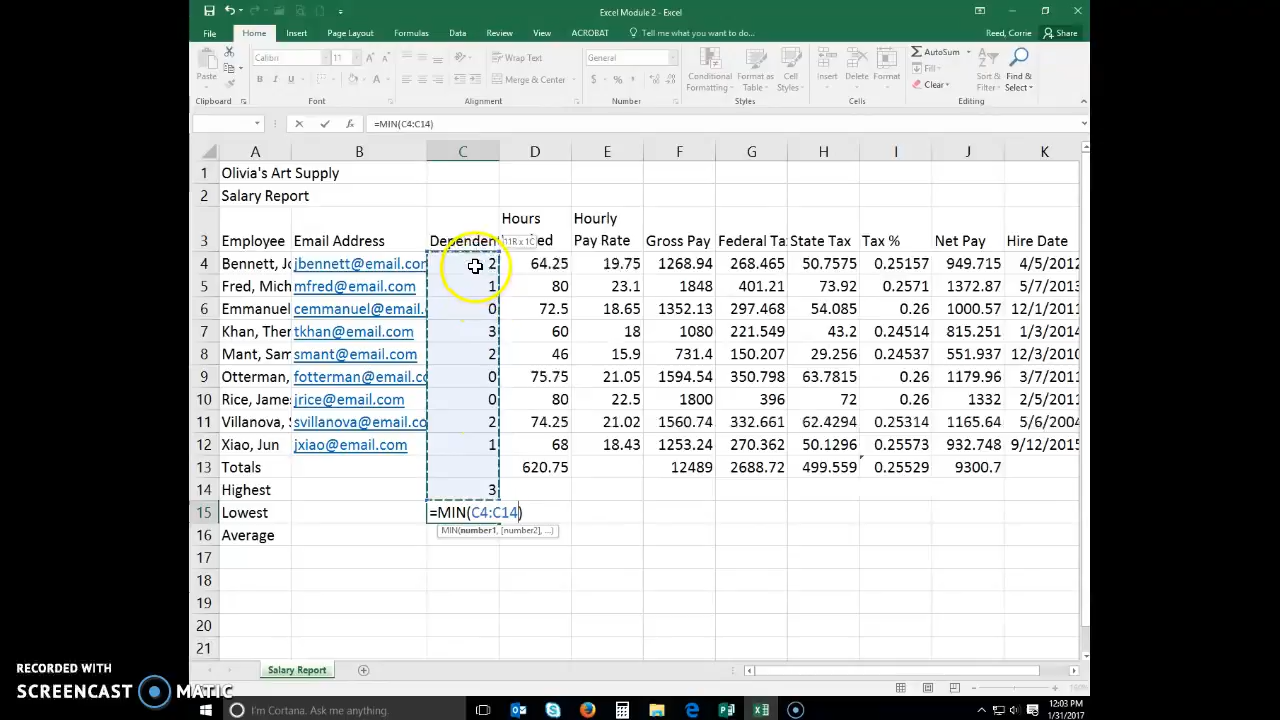 Excel Module 2 - Excel
File Home Insert Page Layout Formulas Data Review View ACROBAT Tell me what you want to do... Reed, Corrie Share
Paste Calibri 11 Wrap Text General Conditional Formatting Format as Table Cell Styles Insert Delete Format AutoSum Fill Clear Sort & Filter Find & Select
B I U Merge & Center $ % ,
Clipboard Font Alignment Number Styles Cells Editing
=MIN(C4:C14)
A B C D E F G H I J K
1 Olivia's Art Supply
2 Salary Report
Hours Hourly
3 Employee Email Address Dependen 11R x 1C ed Pay Rate Gross Pay Federal Ta State Tax Tax % Net Pay Hire Date
4 Bennett, Jo jbennett@email.com 2 64.25 19.75 1268.94 268.465 50.7575 0.25157 949.715 4/5/2012
5 Fred, Mich mfred@email.com 1 80 23.1 1848 401.21 73.92 0.2571 1372.87 5/7/2013
6 Emmanuel cemmanuel@email. 0 72.5 18.65 1352.13 297.468 54.085 0.26 1000.57 12/1/2011
7 Khan, Ther tkhan@email.com 3 60 18 1080 221.549 43.2 0.24514 815.251 1/3/2014
8 Mant, Sam smant@email.com 2 46 15.9 731.4 150.207 29.256 0.24537 551.937 12/3/2010
9 Otterman, fotterman@email.co 0 75.75 21.05 1594.54 350.798 63.7815 0.26 1179.96 3/7/2011
10 Rice, James jrice@email.com 0 80 22.5 1800 396 72 0.26 1332 2/5/2011
11 Villanova, S svillanova@email.co 2 74.25 21.02 1560.74 332.661 62.4294 0.25314 1165.64 5/6/2004
12 Xiao, Jun jxiao@email.com 1 68 18.43 1253.24 270.362 50.1296 0.25573 932.748 9/12/2015
13 Totals 620.75 12489 2688.72 499.559 0.25529 9300.7
14 Highest 3
15 Lowest =MIN(C4:C14)
MIN(number1, [number2], ...)
16 Average
17
18
19
20
21
Salary Report
RECORDED WITH
SCREENCAST MATIC
I'm Cortana. Ask me anything.
12:03 PM
1/31/2017